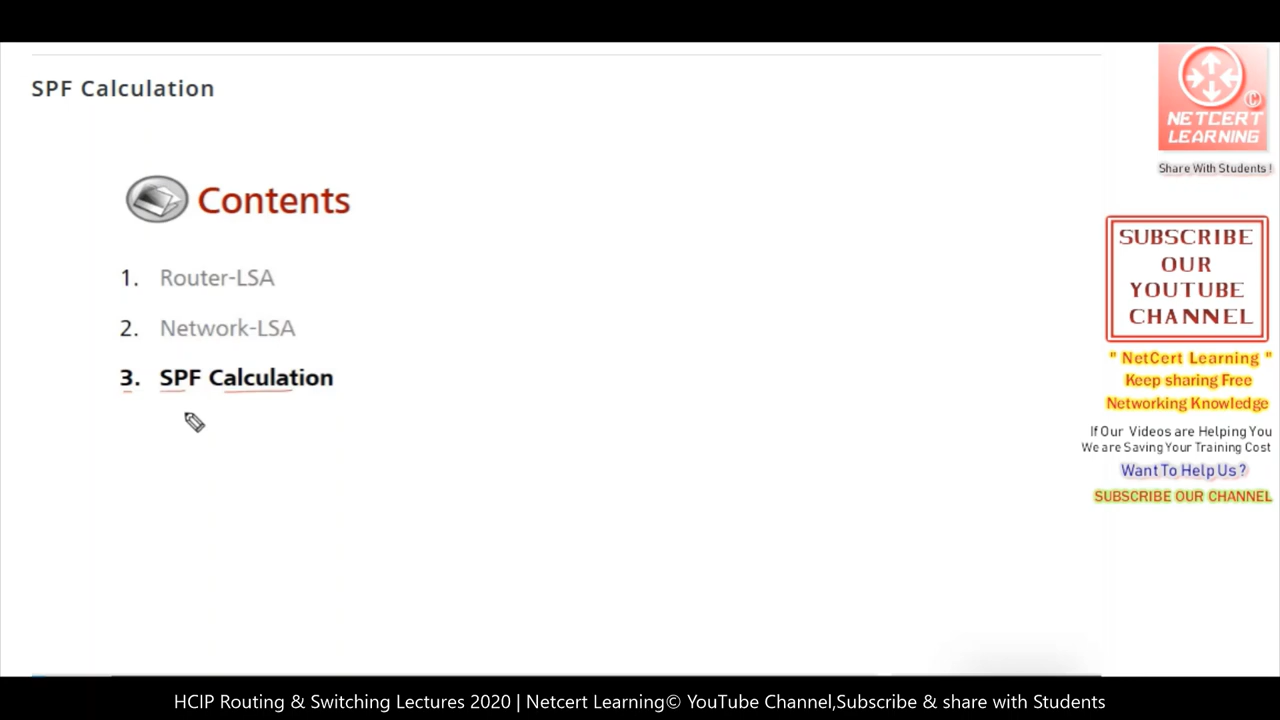 SPF Calculation
Contents
1. Router-LSA
2. Network-LSA
3. SPF Calculation
©
NETCERT
LEARNING
Share With Students !
SUBSCRIBE
OUR
YOUTUBE
CHANNEL
" NetCert Learning "
Keep sharing Free
Networking Knowledge
If Our Videos are Helping You
We are Saving Your Training Cost
Want To Help Us ?
SUBSCRIBE OUR CHANNEL
HCIP Routing & Switching Lectures 2020 | Netcert Learning© YouTube Channel,Subscribe & share with Students